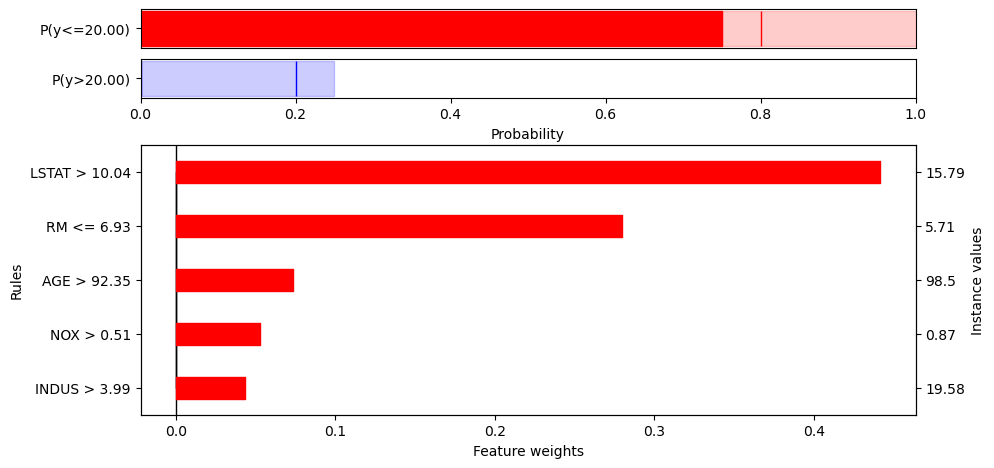 P(y<=20.00)
P(y>20.00)
0.0 0.2 0.4 0.6 0.8 1.0
Probability
LSTAT > 10.04 15.79
RM <= 6.93 5.71
AGE > 92.35 98.5
NOX > 0.51 0.87
INDUS > 3.99 19.58
Rules
Instance values
0.0 0.1 0.2 0.3 0.4
Feature weights